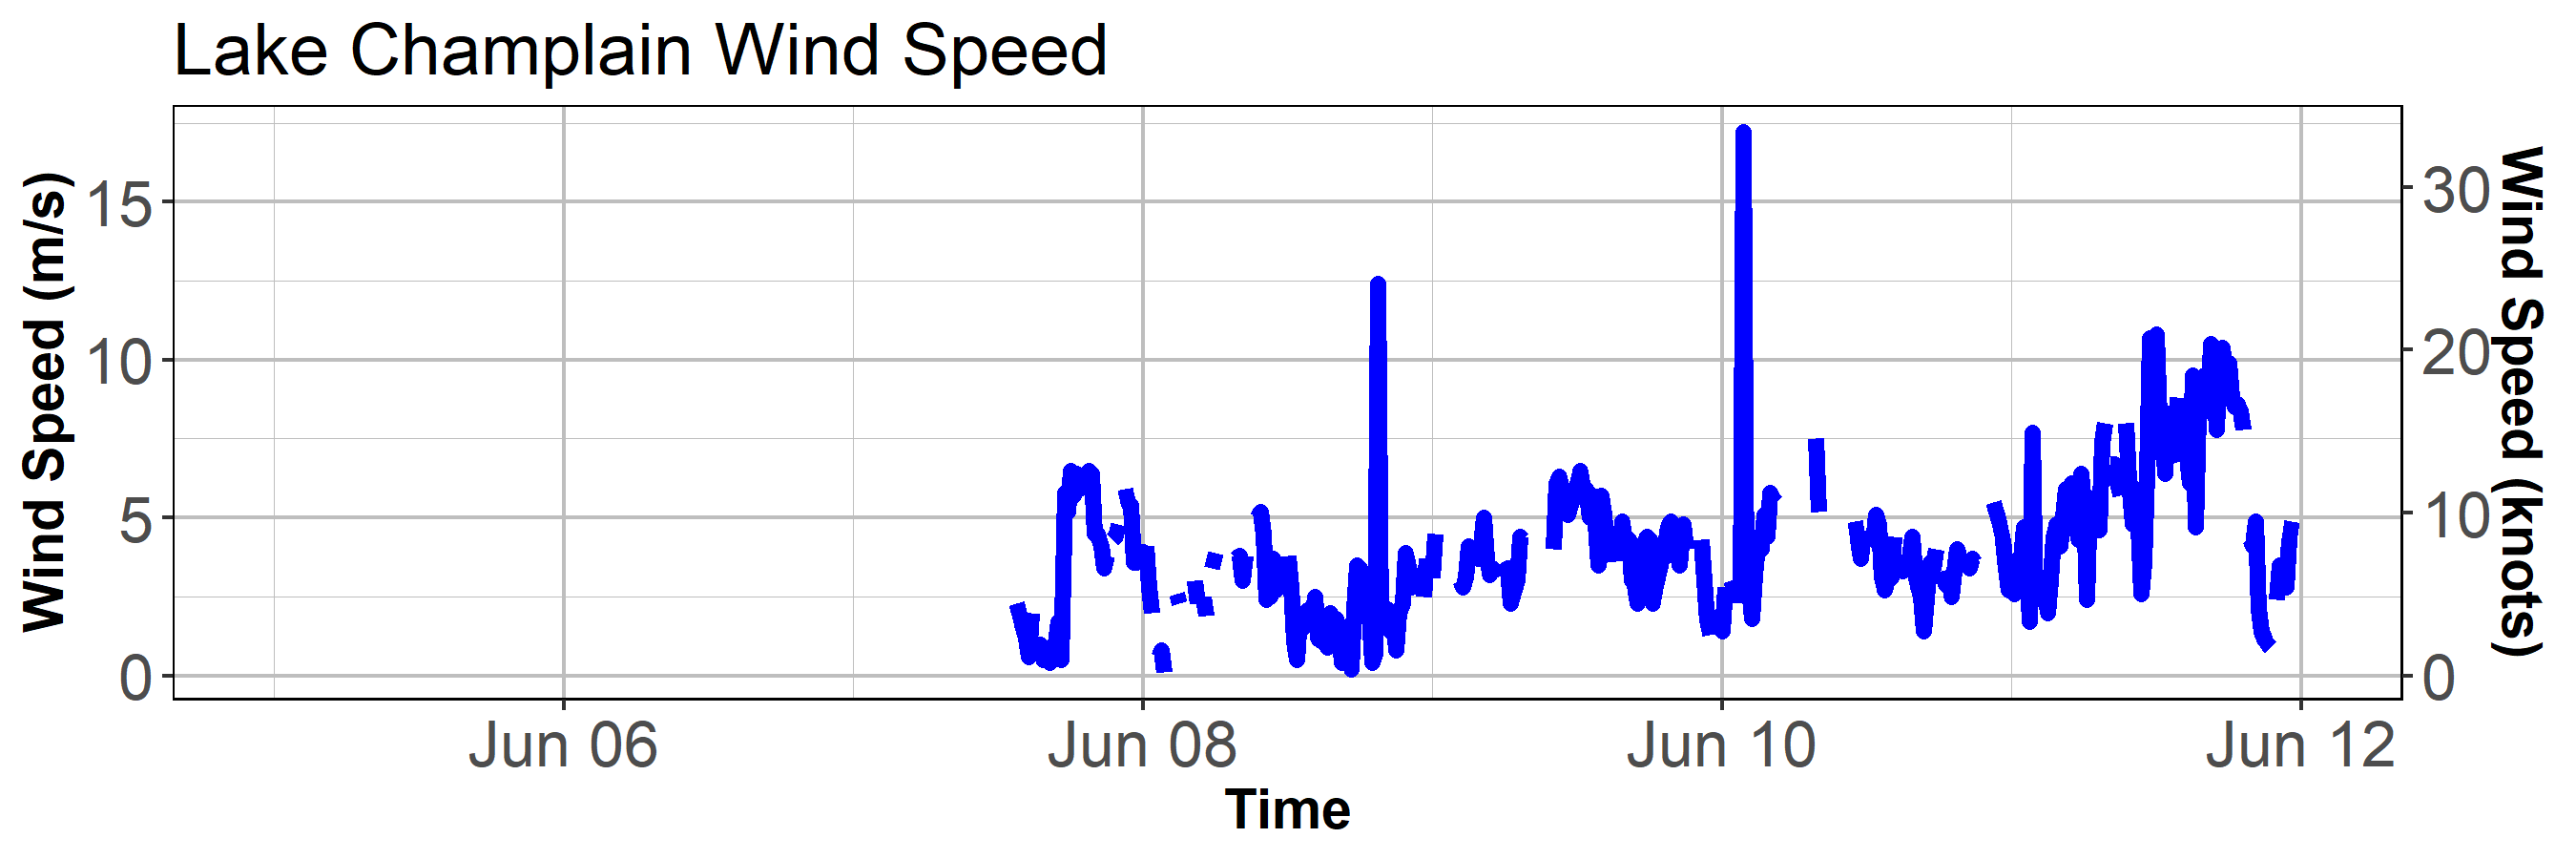 Lake Champlain Wind Speed
Wind Speed (m/s)
15
10
5
0
30
20
10
0
Wind Speed (knots)
Jun 06
Jun 08
Jun 10
Jun 12
Time